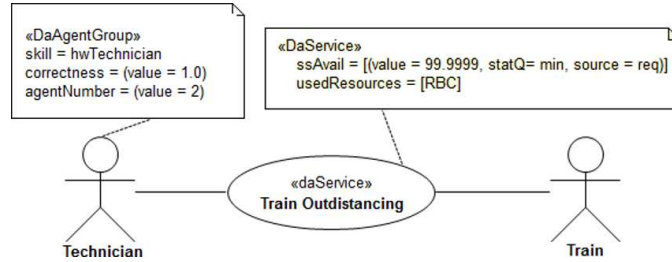 «DaAgentGroup»
skill = hwTechnician
correctness = (value = 1.0)
agentNumber = (value = 2)
«DaService»
ssAvail = [(value = 99.9999, statQ= min, source = req)]
usedResources = [RBC]
«daService»
Train Outdistancing
Technician
Train